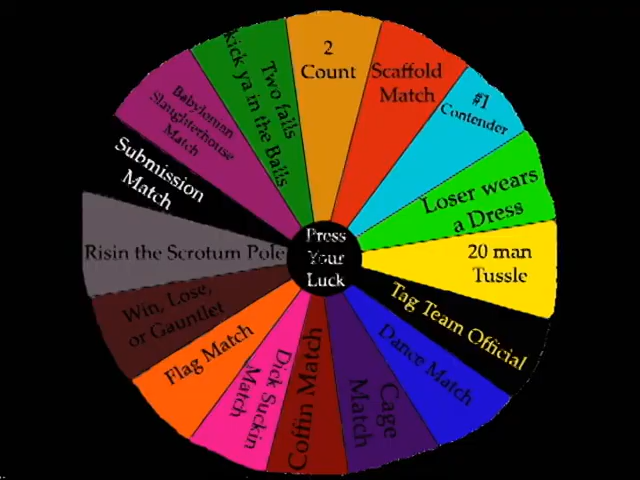 2
Count
Scaffold
Match
#1
Contender
Loser wears
a Dress
20 man
Tussle
Tag Team Official
Dance Match
Cage
Match
Coffin Match
Dick Suckin
Match
Flag Match
Win, Lose,
or Gauntlet
Risin the Scrotum Pole
Submission
Match
Babylonian
Slaughterhouse
Match
Two falls
kick ya in the Balls
Press
Your
Luck